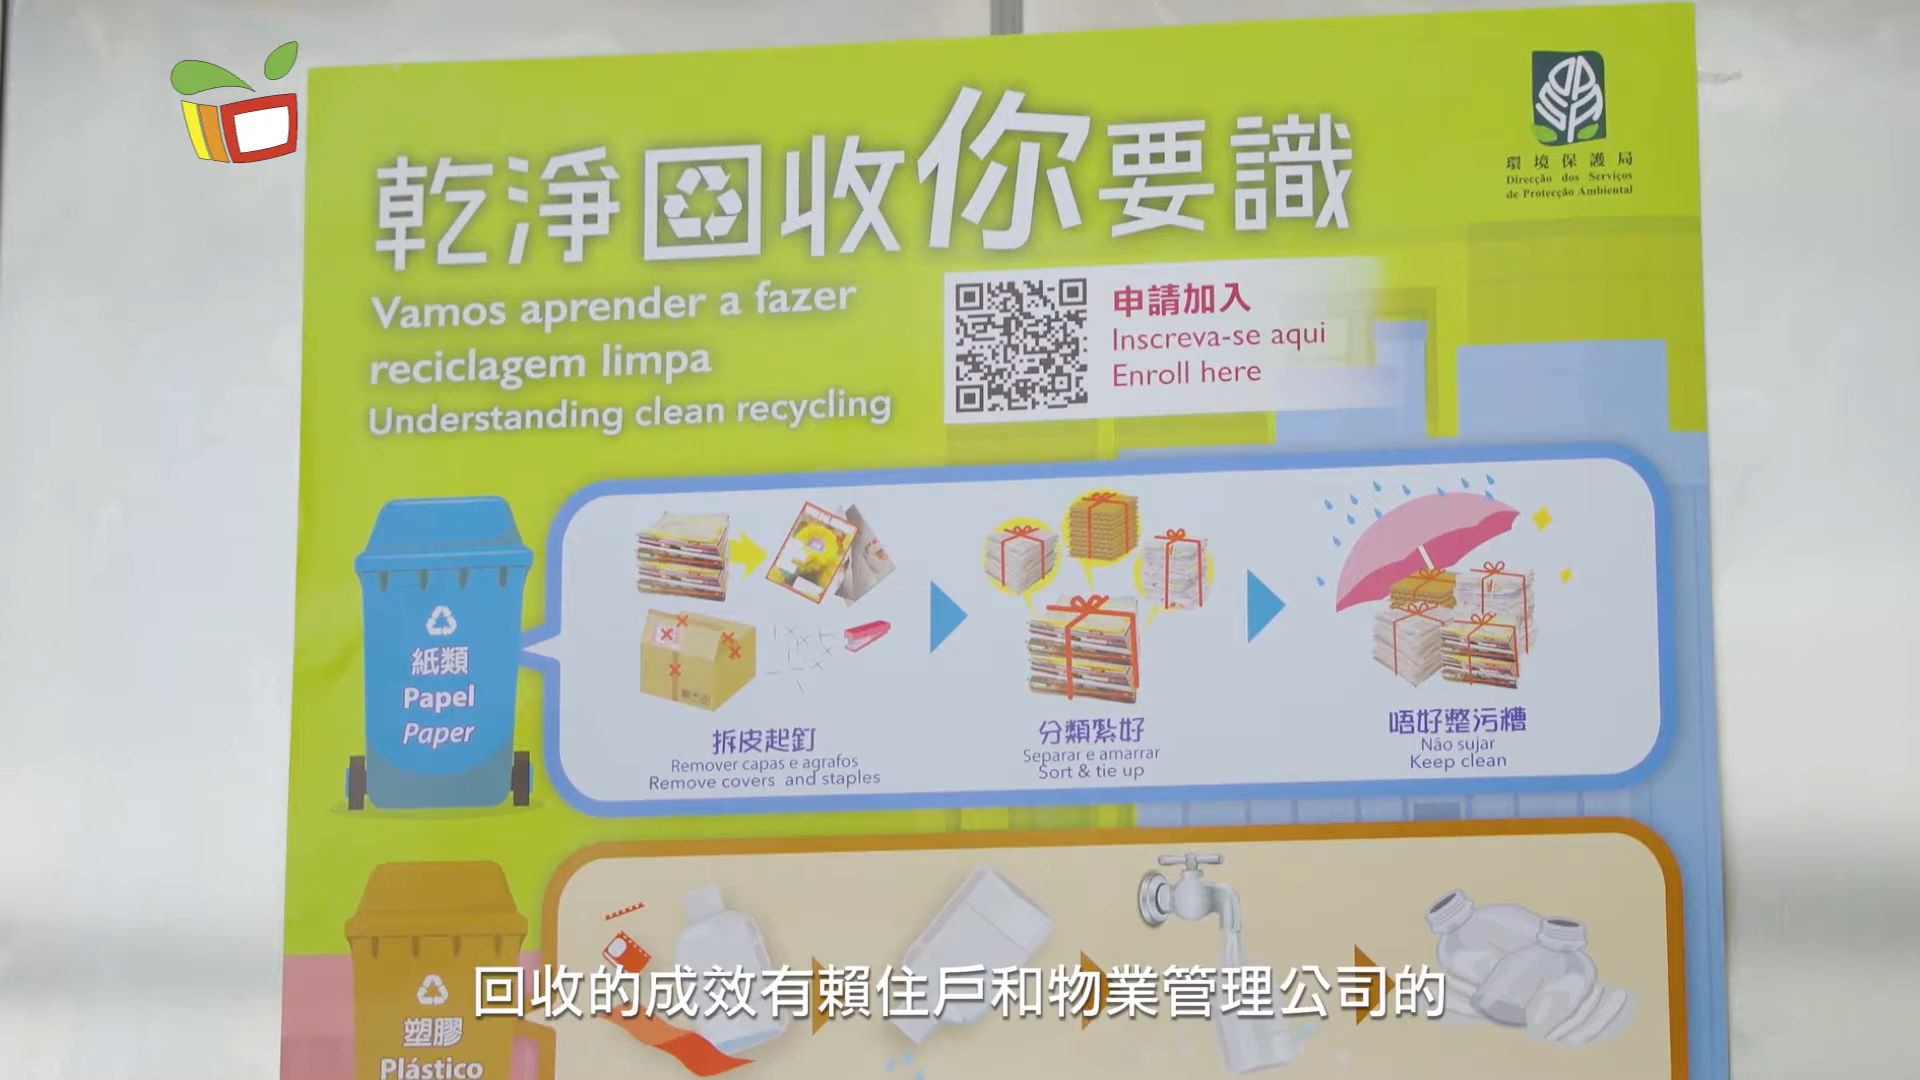 乾淨回收你要識
Vamos aprender a fazer
reciclagem limpa
Understanding clean recycling
環境保護局
Direcção dos Serviços
de Protecção Ambiental
申請加入
Inscreva-se aqui
Enroll here
紙類
Papel
Paper
拆皮起釘
Remover capas e agrafos
Remove covers and staples
分類紮好
Separar e amarrar
Sort & tie up
唔好整污糟
Não sujar
Keep clean
塑膠
Plástico
回收的成效有賴住戶和物業管理公司的